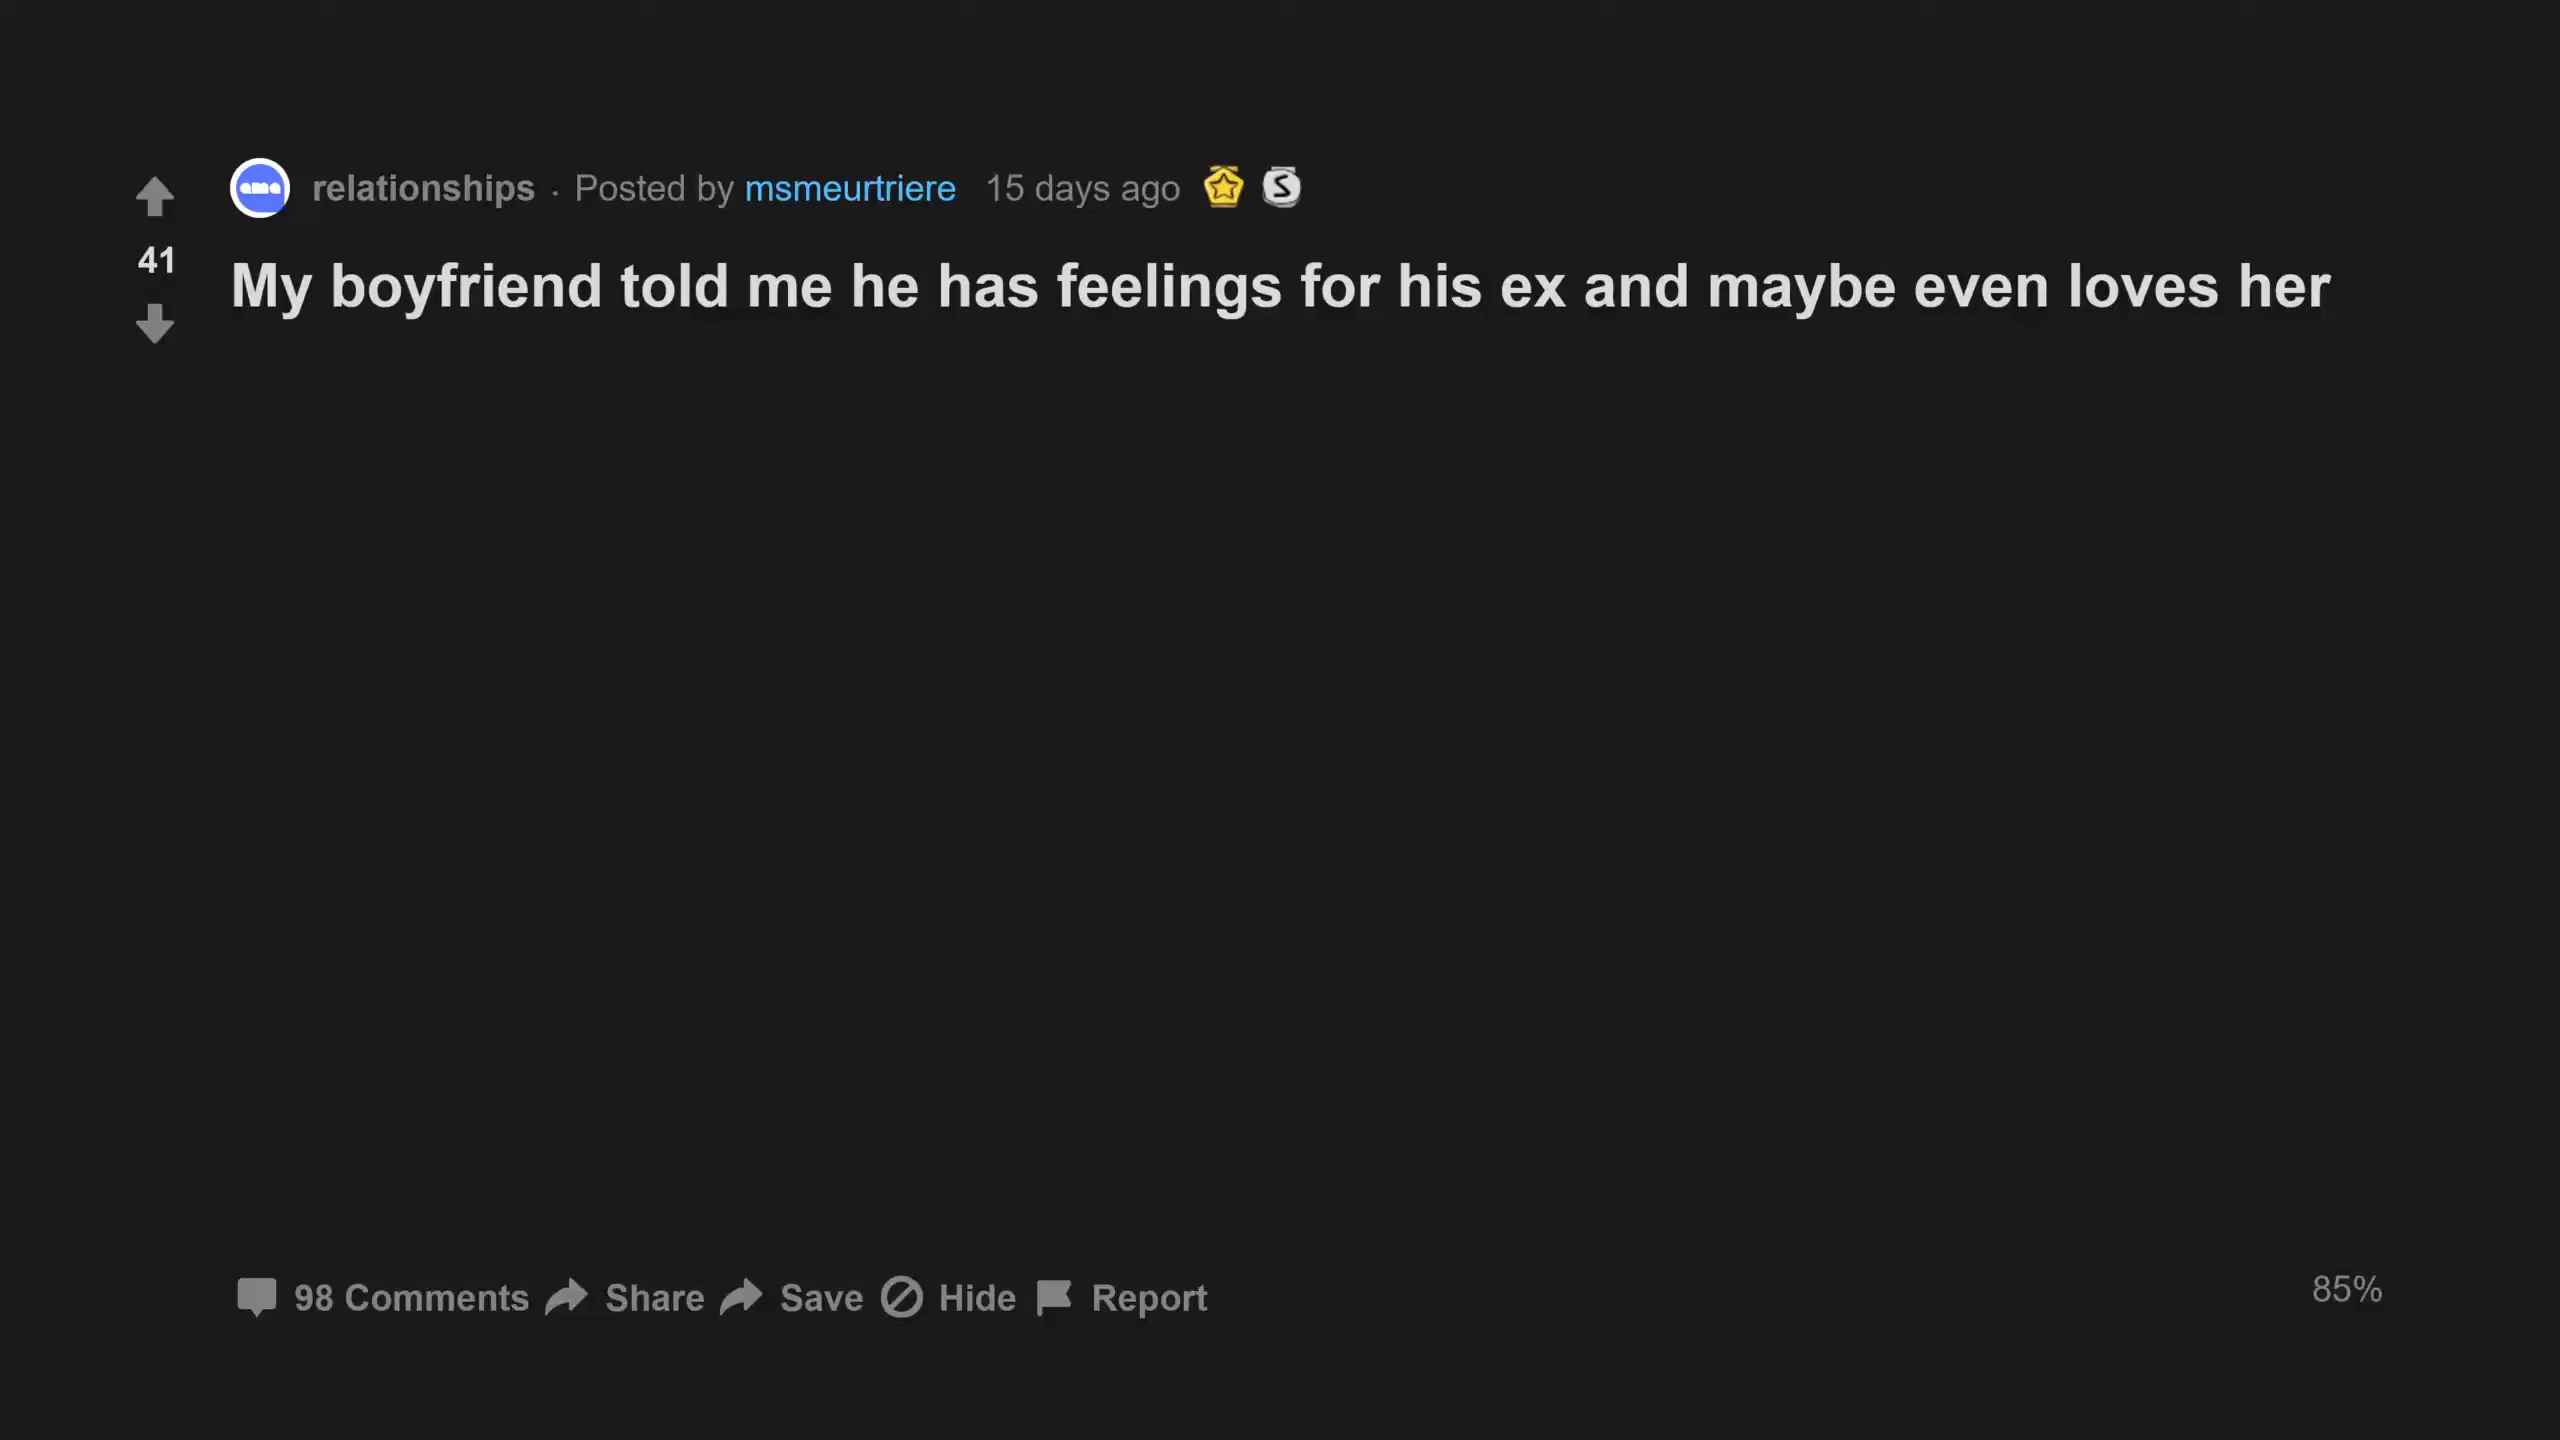 relationships · Posted by msmeurtriere 15 days ago
41
My boyfriend told me he has feelings for his ex and maybe even loves her
98 Comments Share Save Hide Report
85%